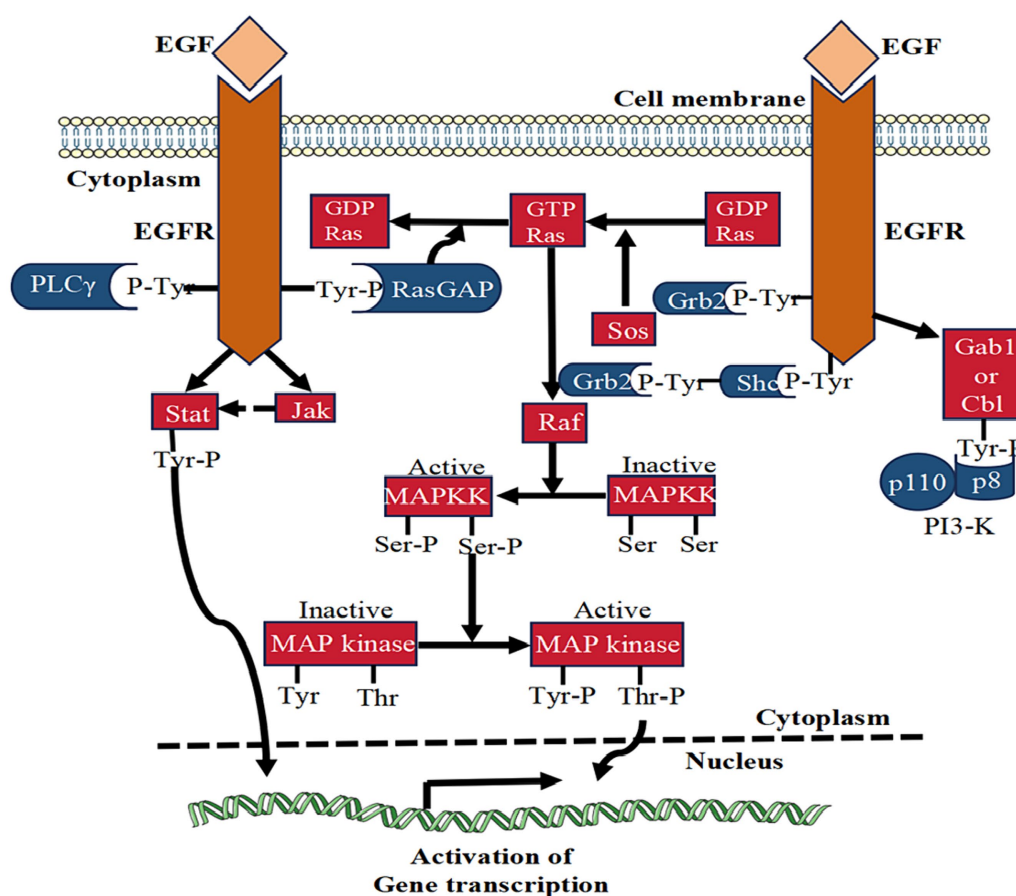 EGF
EGF
Cell membrane
Cytoplasm
GDP
Ras
GTP
Ras
GDP
Ras
EGFR
EGFR
PLCγ
P-Tyr
Tyr-P
RasGAP
Grb2
P-Tyr
Sos
Gab1
or
Cbl
Grb2
P-Tyr
Shc
P-Tyr
Stat
Jak
Raf
Tyr-P
Tyr-P
Active
Inactive
MAPKK
MAPKK
p110
p8
Ser-P
Ser-P
Ser
Ser
PI3-K
Inactive
Active
MAP kinase
MAP kinase
Tyr
Thr
Tyr-P
Thr-P
Cytoplasm
Nucleus
Activation of
Gene transcription